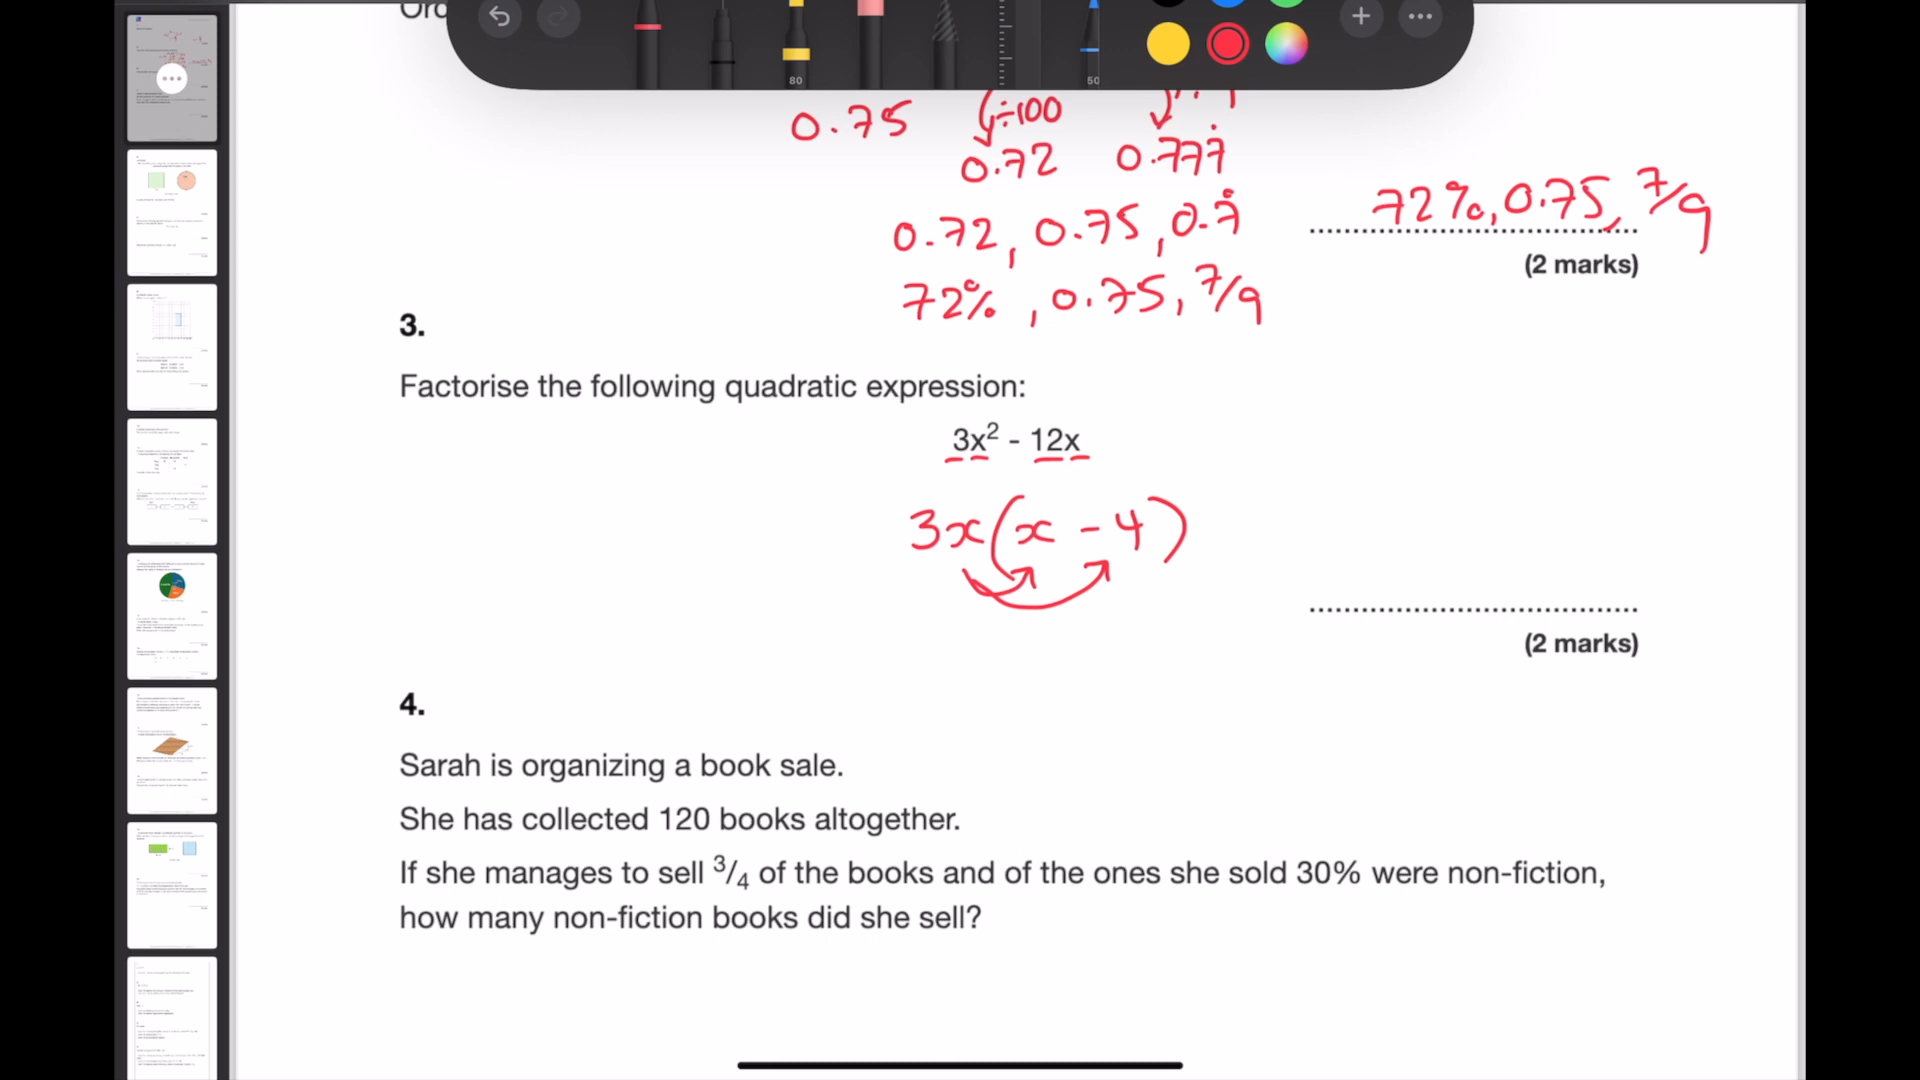 Orc
80
50
0.75
÷100
0.72
0.777̇
0.72, 0.75, 0.7̇
72%, 0.75, 7/9
72%, 0.75, 7/9
(2 marks)
3.
Factorise the following quadratic expression:
3x² - 12x
3x(x - 4)
(2 marks)
4.
Sarah is organizing a book sale.
She has collected 120 books altogether.
If she manages to sell ³/₄ of the books and of the ones she sold 30% were non-fiction,
how many non-fiction books did she sell?